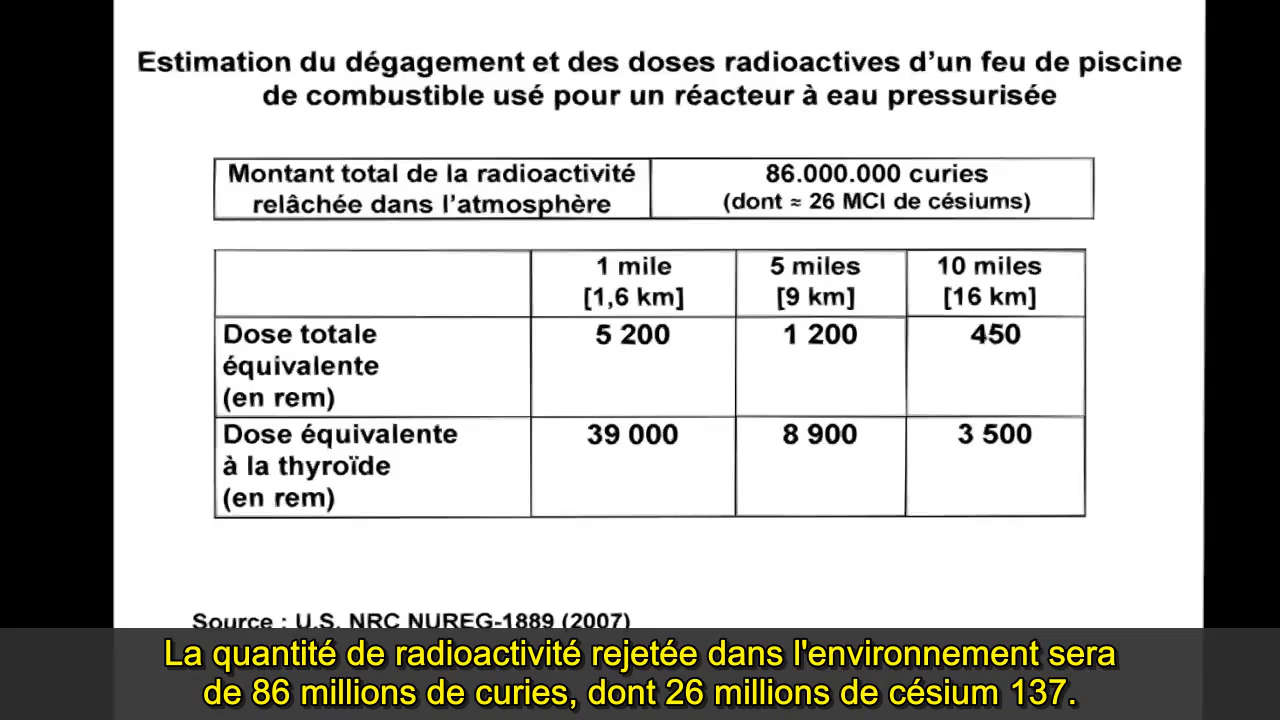 Estimation du dégagement et des doses radioactives d'un feu de piscine
de combustible usé pour un réacteur à eau pressurisée
Montant total de la radioactivité
relâchée dans l'atmosphère
86.000.000 curies
(dont ≈ 26 MCI de césiums)
1 mile
[1,6 km]
5 miles
[9 km]
10 miles
[16 km]
Dose totale
équivalente
(en rem)
5 200
1 200
450
Dose équivalente
à la thyroïde
(en rem)
39 000
8 900
3 500
Source : U.S. NRC NUREG-1889 (2007)
La quantité de radioactivité rejetée dans l'environnement sera
de 86 millions de curies, dont 26 millions de césium 137.